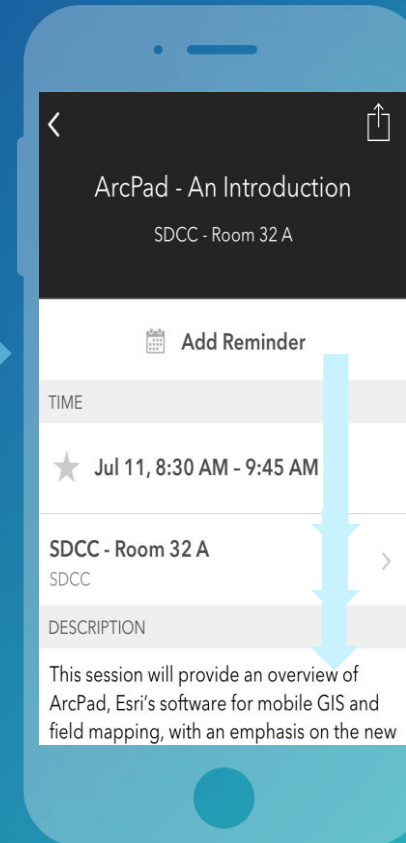 ArcPad - An Introduction
SDCC - Room 32 A
Add Reminder
TIME
Jul 11, 8:30 AM - 9:45 AM
SDCC - Room 32 A
SDCC
DESCRIPTION
This session will provide an overview of
ArcPad, Esri's software for mobile GIS and
field mapping, with an emphasis on the new